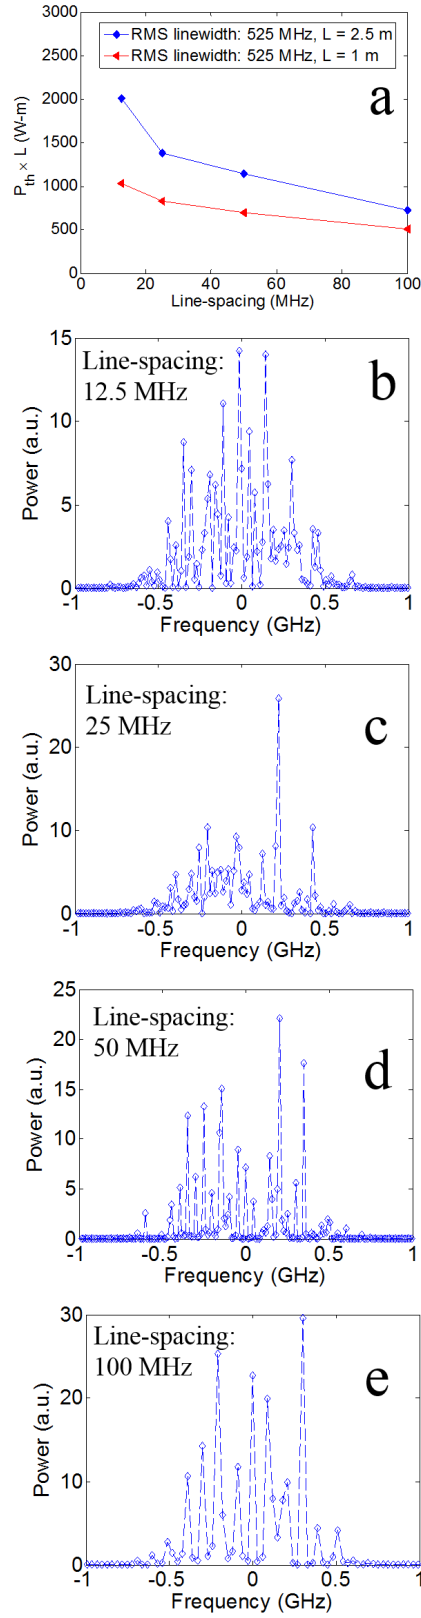 3000
2500
2000
1500
1000
500
0
P_th × L (W-m)
RMS linewidth: 525 MHz, L = 2.5 m
RMS linewidth: 525 MHz, L = 1 m
a
0 20 40 60 80 100
Line-spacing (MHz)
15
10
5
0
Power (a.u.)
Line-spacing:
12.5 MHz
b
-1 -0.5 0 0.5 1
Frequency (GHz)
30
20
10
0
Power (a.u.)
Line-spacing:
25 MHz
c
-1 -0.5 0 0.5 1
Frequency (GHz)
25
20
15
10
5
0
Power (a.u.)
Line-spacing:
50 MHz
d
-1 -0.5 0 0.5 1
Frequency (GHz)
30
20
10
0
Power (a.u.)
Line-spacing:
100 MHz
e
-1 -0.5 0 0.5 1
Frequency (GHz)